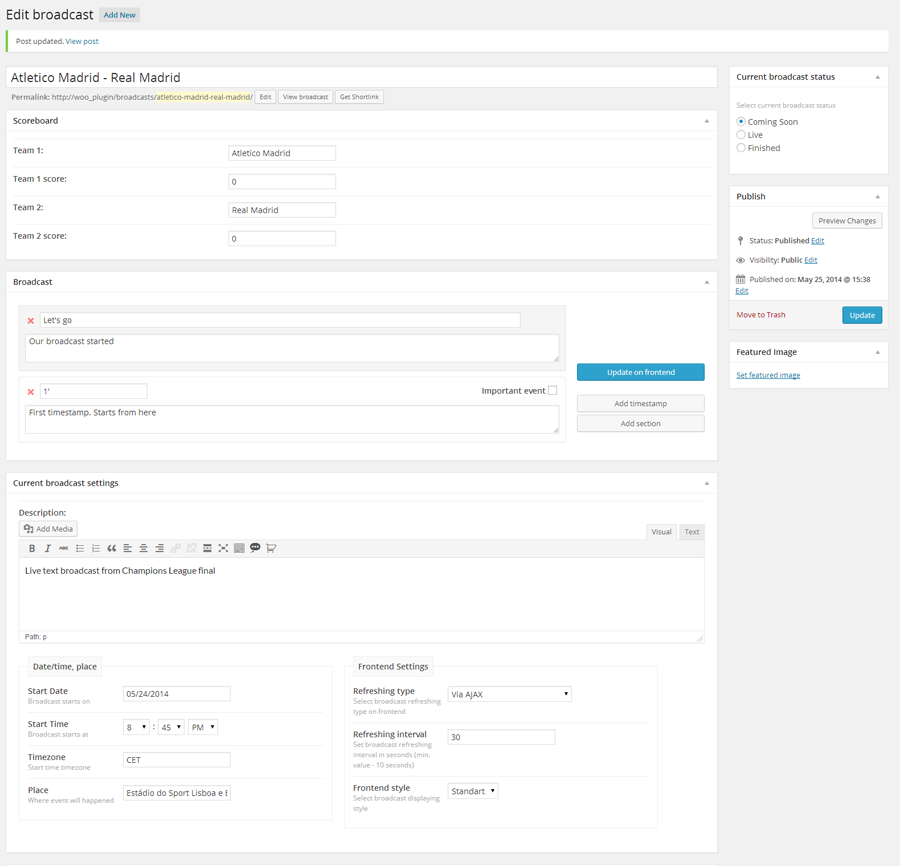 Edit broadcast Add New
Post updated. View post
Atletico Madrid - Real Madrid
Permalink: http://woo_plugin/broadcasts/atletico-madrid-real-madrid/ Edit View broadcast Get Shortlink
Scoreboard
Team 1: Atletico Madrid
Team 1 score: 0
Team 2: Real Madrid
Team 2 score: 0
Broadcast
Let's go
Our broadcast started
1'
Important event
First timestamp. Starts from here
Update on frontend
Add timestamp
Add section
Current broadcast settings
Description:
Add Media
Visual Text
B I ABC
Live text broadcast from Champions League final
Path: p
Date/time, place
Start Date 05/24/2014
Broadcast starts on
Start Time 8 : 45 PM
Broadcast starts at
Timezone CET
Start time timezone
Place Estádio do Sport Lisboa e
Where event will happened
Frontend Settings
Refreshing type Via AJAX
Select broadcast refreshing
type on frontend
Refreshing interval 30
Set broadcast refreshing
interval in seconds (min.
value - 10 seconds)
Frontend style Standart
Select broadcast displaying
style
Current broadcast status
Select current broadcast status
Coming Soon
Live
Finished
Publish
Preview Changes
Status: Published Edit
Visibility: Public Edit
Published on: May 25, 2014 @ 15:38
Edit
Move to Trash Update
Featured Image
Set featured image